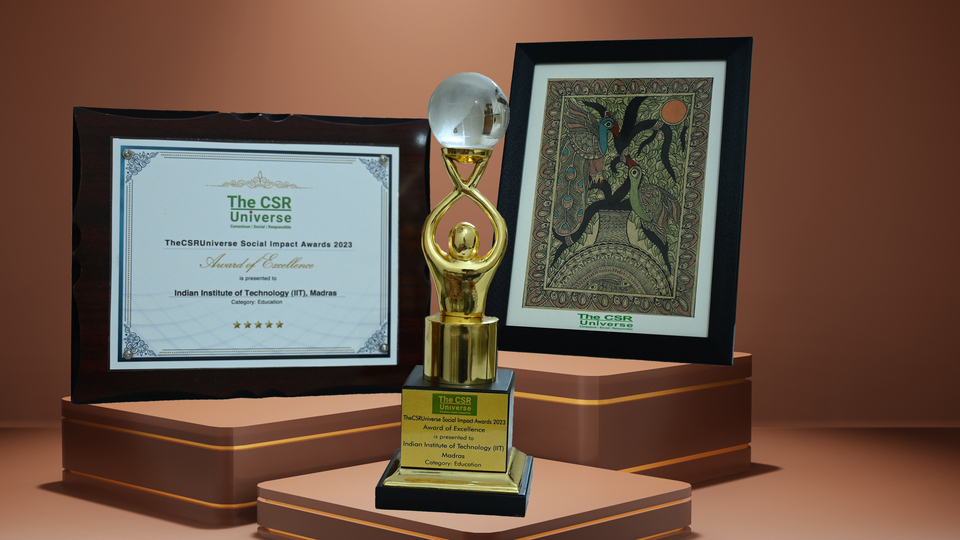 The CSR
Universe
Conscious | Social | Responsible
TheCSRUniverse Social Impact Awards 2023
Award of Excellence
is presented to
Indian Institute of Technology (IIT), Madras
Category: Education
The CSR
Universe
TheCSRUniverse Social Impact Awards 2023
Award of Excellence
is presented to
Indian Institute of Technology (IIT)
Madras
Category: Education
The CSR
Universe